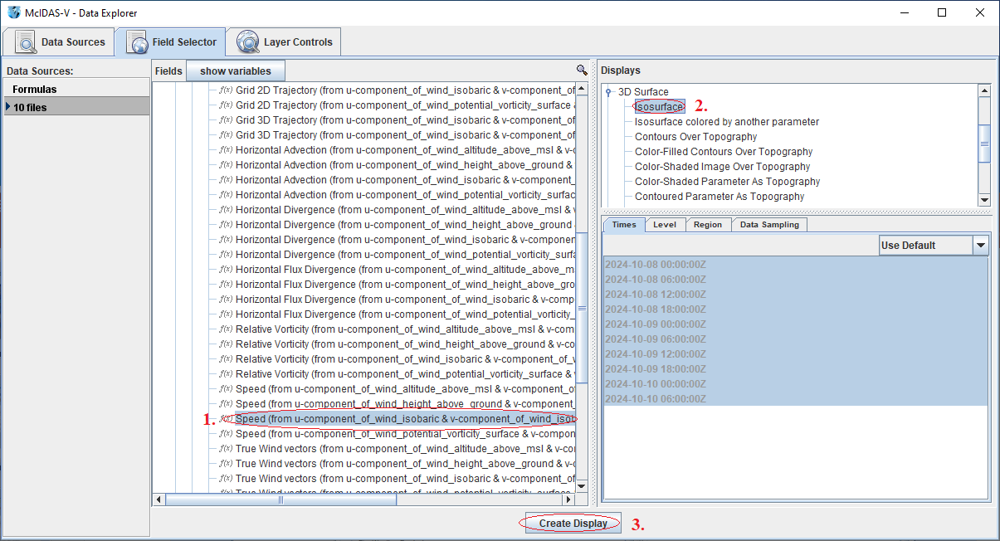 McIDAS-V - Data Explorer
Data Sources
Field Selector
Layer Controls
Data Sources:
Formulas
10 files
Fields
show variables
f(x) Grid 2D Trajectory (from u-component_of_wind_isobaric & v-component_of
f(x) Grid 2D Trajectory (from u-component_of_wind_potential_vorticity_surface &
f(x) Grid 3D Trajectory (from u-component_of_wind_isobaric & v-component_of
f(x) Grid 3D Trajectory (from u-component_of_wind_isobaric & v-component_of
f(x) Horizontal Advection (from u-component_of_wind_altitude_above_msl & v-c
f(x) Horizontal Advection (from u-component_of_wind_height_above_ground &
f(x) Horizontal Advection (from u-component_of_wind_isobaric & v-component_
f(x) Horizontal Advection (from u-component_of_wind_potential_vorticity_surfac
f(x) Horizontal Divergence (from u-component_of_wind_altitude_above_msl & v
f(x) Horizontal Divergence (from u-component_of_wind_height_above_ground
f(x) Horizontal Divergence (from u-component_of_wind_isobaric & v-componen
f(x) Horizontal Divergence (from u-component_of_wind_potential_vorticity_surfa
f(x) Horizontal Flux Divergence (from u-component_of_wind_altitude_above_m
f(x) Horizontal Flux Divergence (from u-component_of_wind_height_above_gro
f(x) Horizontal Flux Divergence (from u-component_of_wind_isobaric & v-comp
f(x) Horizontal Flux Divergence (from u-component_of_wind_potential_vorticity_
f(x) Relative Vorticity (from u-component_of_wind_altitude_above_msl & v-com
f(x) Relative Vorticity (from u-component_of_wind_height_above_ground & v-co
f(x) Relative Vorticity (from u-component_of_wind_isobaric & v-component_of_w
f(x) Relative Vorticity (from u-component_of_wind_potential_vorticity_surface &
f(x) Speed (from u-component_of_wind_altitude_above_msl & v-component_of
f(x) Speed (from u-component_of_wind_height_above_ground & v-component_
1. f(x) Speed (from u-component_of_wind_isobaric & v-component_of_wind_isob
f(x) Speed (from u-component_of_wind_potential_vorticity_surface & v-compon
f(x) True Wind vectors (from u-component_of_wind_altitude_above_msl & v-co
f(x) True Wind vectors (from u-component_of_wind_height_above_ground & v-c
f(x) True Wind vectors (from u-component_of_wind_isobaric & v-component_of
f(x) True Wind vectors (from u-component_of_wind_potential_vorticity_surface
Displays
3D Surface
Isosurface 2.
Isosurface colored by another parameter
Contours Over Topography
Color-Filled Contours Over Topography
Color-Shaded Image Over Topography
Color-Shaded Parameter As Topography
Contoured Parameter As Topography
Times
Level
Region
Data Sampling
Use Default
2024-10-08 00:00:00Z
2024-10-08 06:00:00Z
2024-10-08 12:00:00Z
2024-10-08 18:00:00Z
2024-10-09 00:00:00Z
2024-10-09 06:00:00Z
2024-10-09 12:00:00Z
2024-10-09 18:00:00Z
2024-10-10 00:00:00Z
2024-10-10 06:00:00Z
Create Display 3.